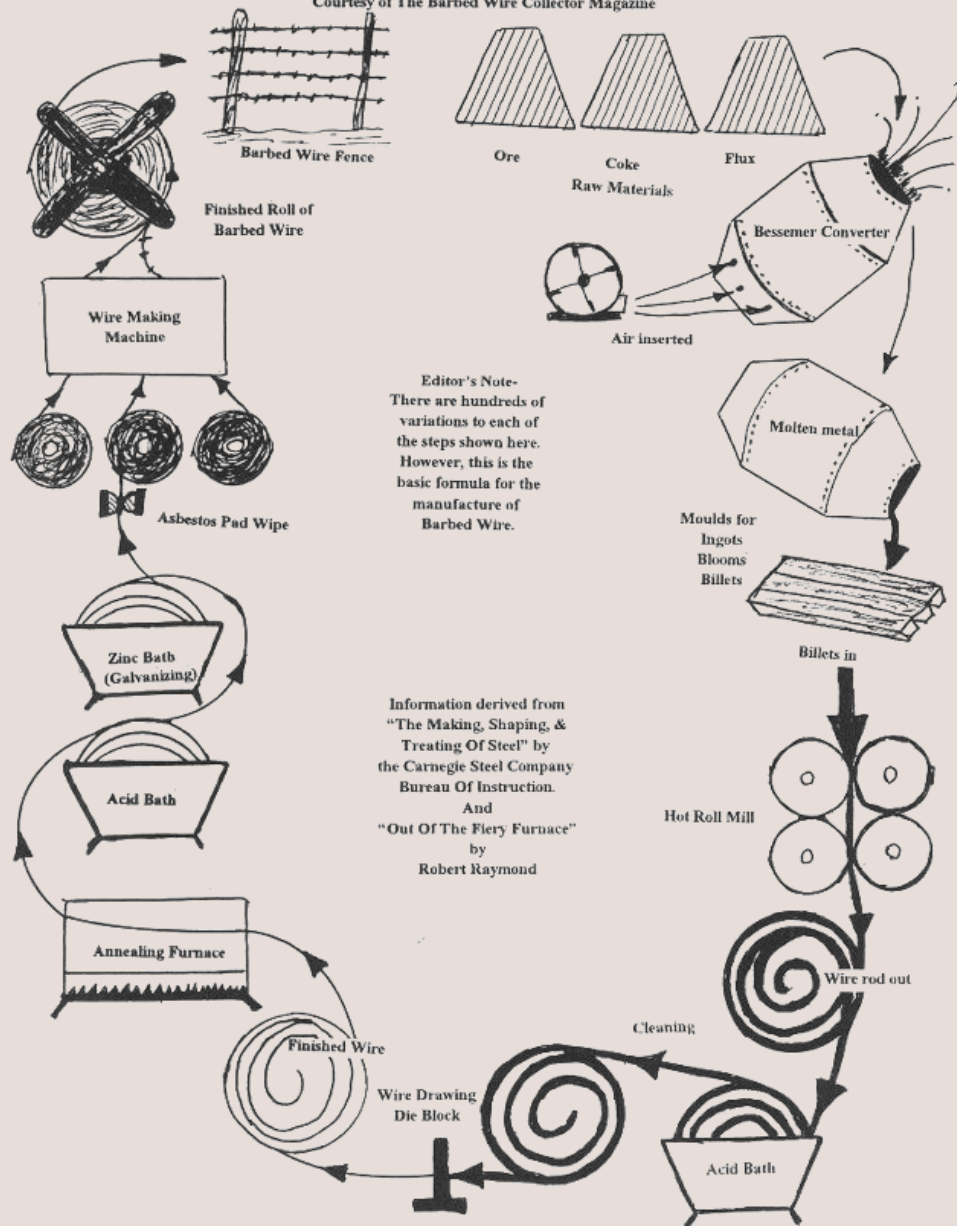 Courtesy of The Barbed Wire Collector Magazine
Barbed Wire Fence
Ore
Coke
Flux
Raw Materials
Bessemer Converter
Air inserted
Molten metal
Moulds for
Ingots
Blooms
Billets
Billets in
Hot Roll Mill
Wire rod out
Acid Bath
Cleaning
Wire Drawing
Die Block
Finished Wire
Annealing Furnace
Acid Bath
Zinc Bath
(Galvanizing)
Asbestos Pad Wipe
Wire Making
Machine
Finished Roll of
Barbed Wire
Editor's Note-
There are hundreds of
variations to each of
the steps shown here.
However, this is the
basic formula for the
manufacture of
Barbed Wire.
Information derived from
"The Making, Shaping, &
Treating Of Steel" by
the Carnegie Steel Company
Bureau Of Instruction.
And
"Out Of The Fiery Furnace"
by
Robert Raymond